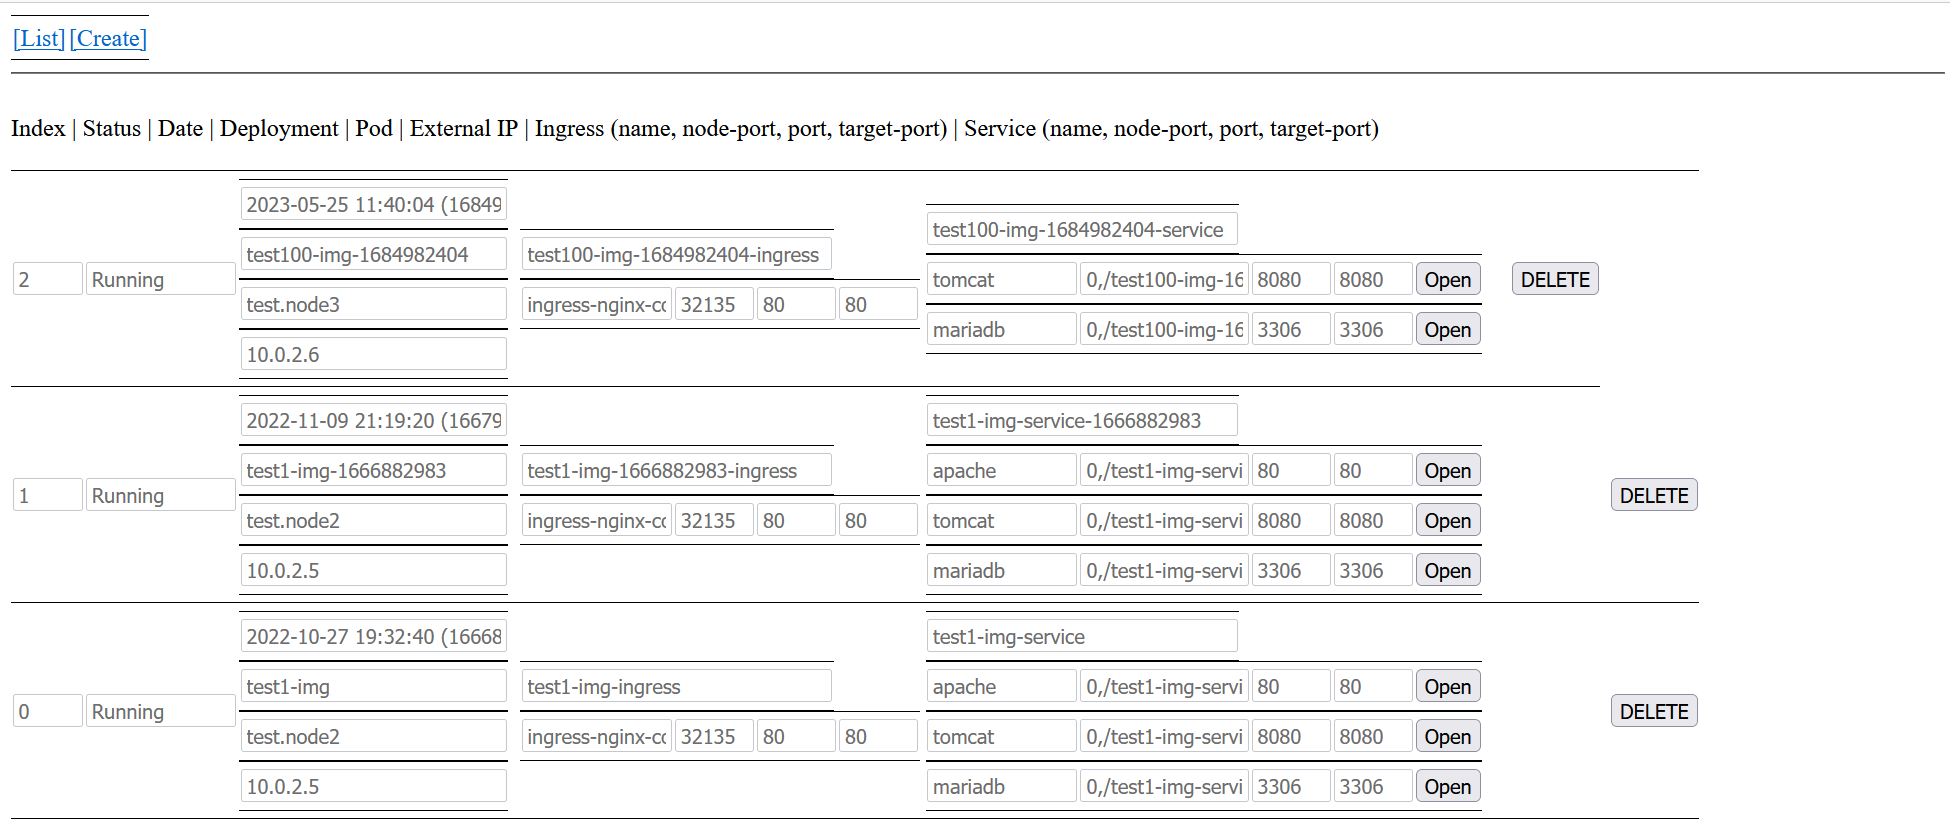 [List] [Create]
Index | Status | Date | Deployment | Pod | External IP | Ingress (name, node-port, port, target-port) | Service (name, node-port, port, target-port)
2 Running
2023-05-25 11:40:04 (16849
test100-img-1684982404
test.node3
10.0.2.6
test100-img-1684982404-ingress
ingress-nginx-co 32135 80 80
test100-img-1684982404-service
tomcat 0,/test100-img-16 8080 8080 Open
mariadb 0,/test100-img-16 3306 3306 Open
DELETE
1 Running
2022-11-09 21:19:20 (16679
test1-img-1666882983
test.node2
10.0.2.5
test1-img-1666882983-ingress
ingress-nginx-co 32135 80 80
test1-img-service-1666882983
apache 0,/test1-img-servi 80 80 Open
tomcat 0,/test1-img-servi 8080 8080 Open
mariadb 0,/test1-img-servi 3306 3306 Open
DELETE
0 Running
2022-10-27 19:32:40 (16668
test1-img
test.node2
10.0.2.5
test1-img-ingress
ingress-nginx-co 32135 80 80
test1-img-service
apache 0,/test1-img-servi 80 80 Open
tomcat 0,/test1-img-servi 8080 8080 Open
mariadb 0,/test1-img-servi 3306 3306 Open
DELETE